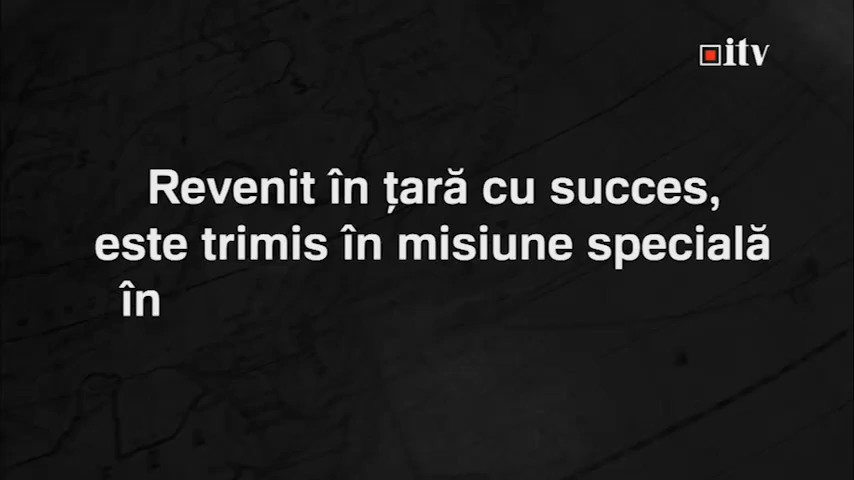 itv
Revenit în țară cu succes,
este trimis în misiune specială
în